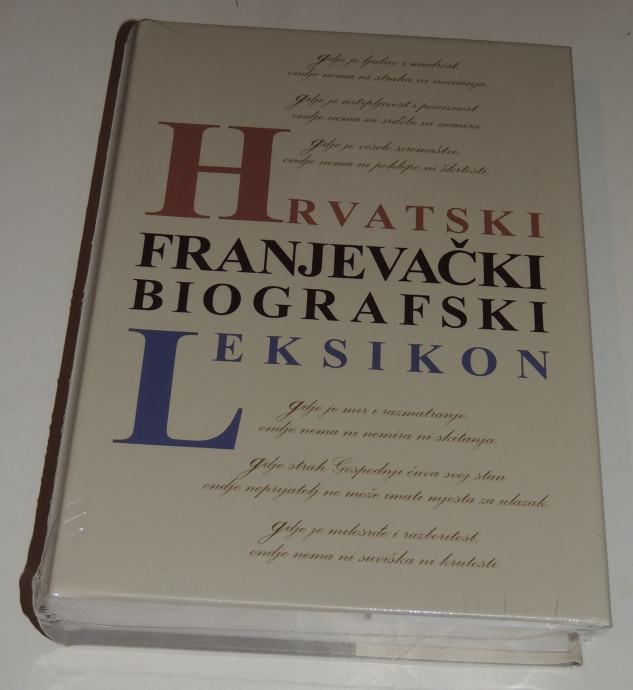 gdje je ljubav i mudrost,
ondje nema ni straha ni neznanja.
gdje je ustrpljivost i poniznost,
ondje nema ni srdžbe ni nemira.
gdje je veselo siromaštvo,
ondje nema ni pohlepe ni škrtosti.
HRVATSKI
FRANJEVAČKI
BIOGRAFSKI
LEKSIKON
gdje je mir i razmatranje,
ondje nema ni nemira ni skitanja.
gdje strah Gospodnji čuva svoj stan
ondje neprijatelj ne može imati mjesta za ulazak.
gdje je milosrđe i razboritost,
ondje nema ni suviška ni krutosti.